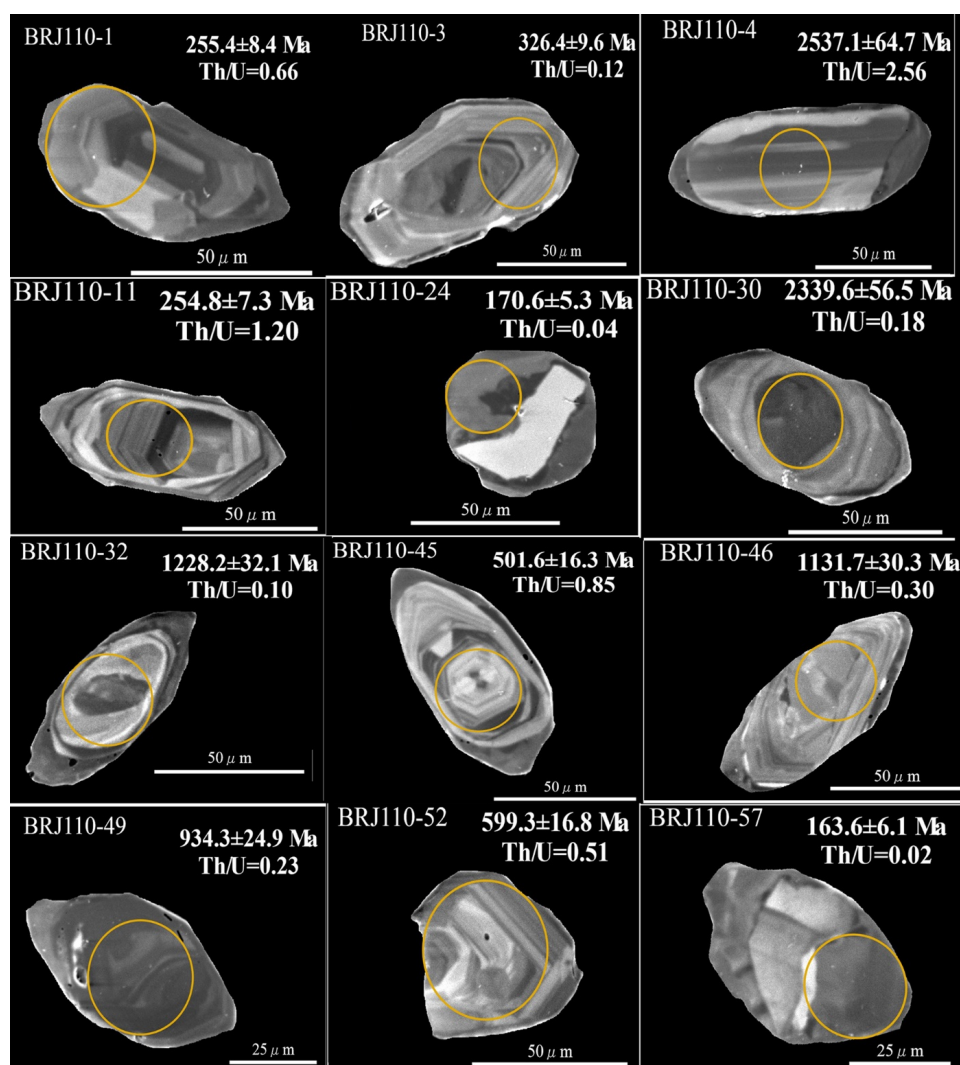 BRJ110-1
255.4±8.4 Ma
Th/U=0.66
50 μ m
BRJ110-3
326.4±9.6 Ma
Th/U=0.12
50 μ m
BRJ110-4
2537.1±64.7 Ma
Th/U=2.56
50 μ m
BRJ110-11
254.8±7.3 Ma
Th/U=1.20
50 μ m
BRJ110-24
170.6±5.3 Ma
Th/U=0.04
50 μ m
BRJ110-30
2339.6±56.5 Ma
Th/U=0.18
50 μ m
BRJ110-32
1228.2±32.1 Ma
Th/U=0.10
50 μ m
BRJ110-45
501.6±16.3 Ma
Th/U=0.85
50 μ m
BRJ110-46
1131.7±30.3 Ma
Th/U=0.30
50 μ m
BRJ110-49
934.3±24.9 Ma
Th/U=0.23
25 μ m
BRJ110-52
599.3±16.8 Ma
Th/U=0.51
50 μ m
BRJ110-57
163.6±6.1 Ma
Th/U=0.02
25 μ m